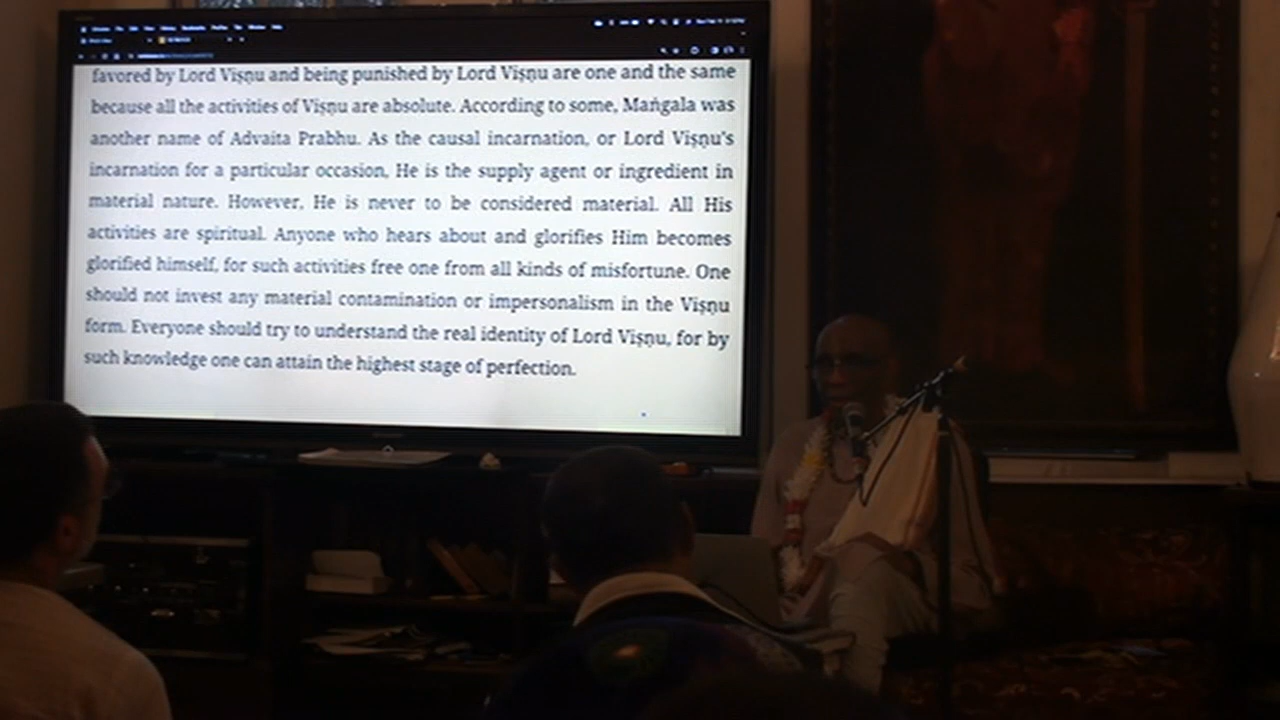 favored by Lord Viṣṇu and being punished by Lord Viṣṇu are one and the same
because all the activities of Viṣṇu are absolute. According to some, Maṅgala was
another name of Advaita Prabhu. As the causal incarnation, or Lord Viṣṇu's
incarnation for a particular occasion, He is the supply agent or ingredient in
material nature. However, He is never to be considered material. All His
activities are spiritual. Anyone who hears about and glorifies Him becomes
glorified himself, for such activities free one from all kinds of misfortune. One
should not invest any material contamination or impersonalism in the Viṣṇu
form. Everyone should try to understand the real identity of Lord Viṣṇu, for by
such knowledge one can attain the highest stage of perfection.